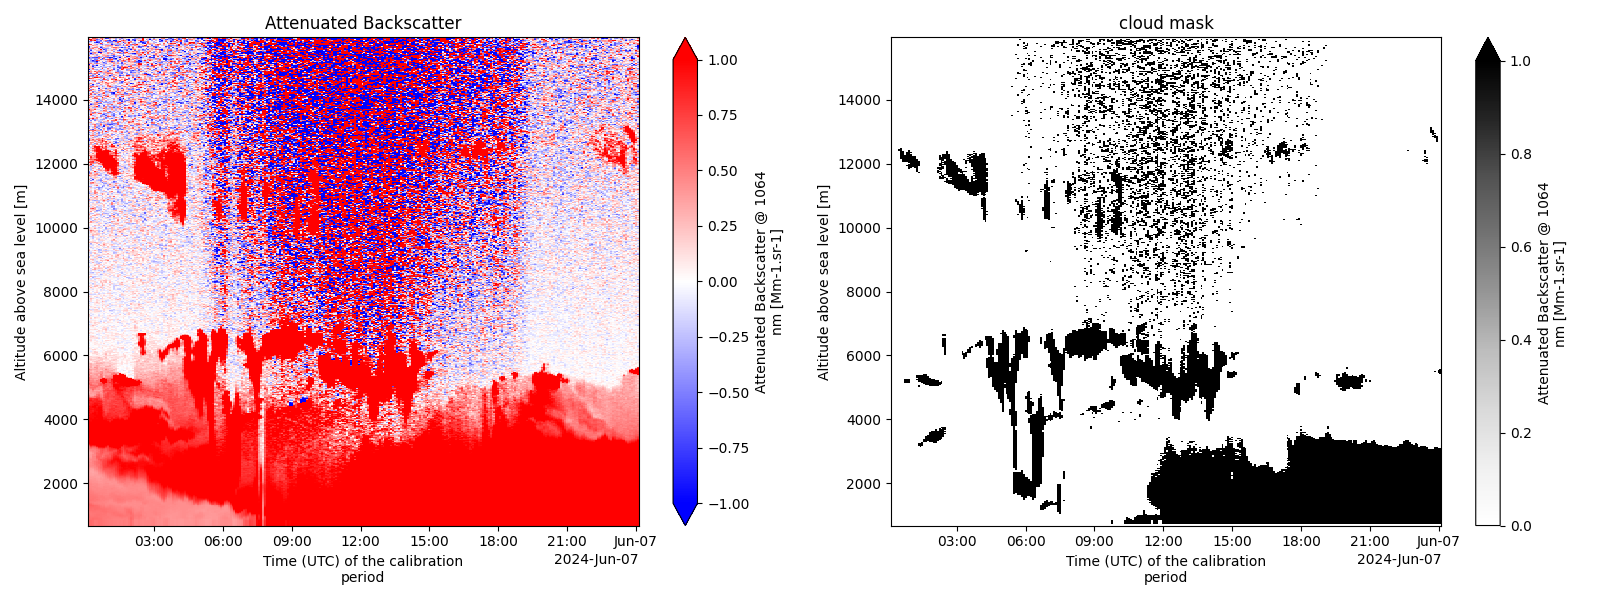 Attenuated Backscatter
14000
12000
10000
8000
6000
4000
2000
Altitude above sea level [m]
03:00 06:00 09:00 12:00 15:00 18:00 21:00 Jun-07
2024-Jun-07
Time (UTC) of the calibration
period
1.00
0.75
0.50
0.25
0.00
−0.25
−0.50
−0.75
−1.00
Attenuated Backscatter @ 1064
nm [Mm-1.sr-1]
cloud mask
14000
12000
10000
8000
6000
4000
2000
Altitude above sea level [m]
03:00 06:00 09:00 12:00 15:00 18:00 21:00 Jun-07
2024-Jun-07
Time (UTC) of the calibration
period
1.0
0.8
0.6
0.4
0.2
0.0
Attenuated Backscatter @ 1064
nm [Mm-1.sr-1]